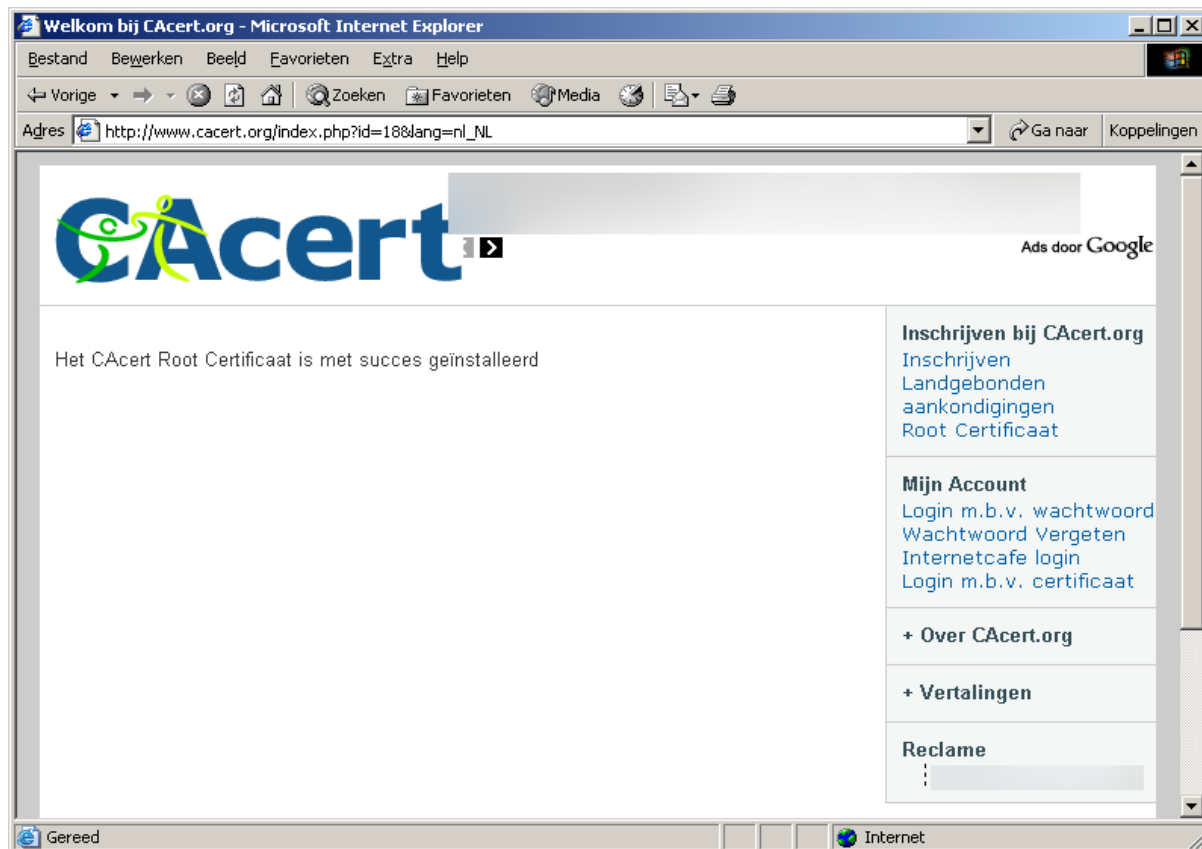 Welkom bij CAcert.org - Microsoft Internet Explorer
Bestand Bewerken Beeld Favorieten Extra Help
Vorige Zoeken Favorieten Media
Adres http://www.cacert.org/index.php?id=18&lang=nl_NL Ga naar Koppelingen
CAcert
Ads door Google
Het CAcert Root Certificaat is met succes geïnstalleerd
Inschrijven bij CAcert.org
Inschrijven
Landgebonden
aankondigingen
Root Certificaat
Mijn Account
Login m.b.v. wachtwoord
Wachtwoord Vergeten
Internetcafe login
Login m.b.v. certificaat
+ Over CAcert.org
+ Vertalingen
Reclame
Gereed Internet